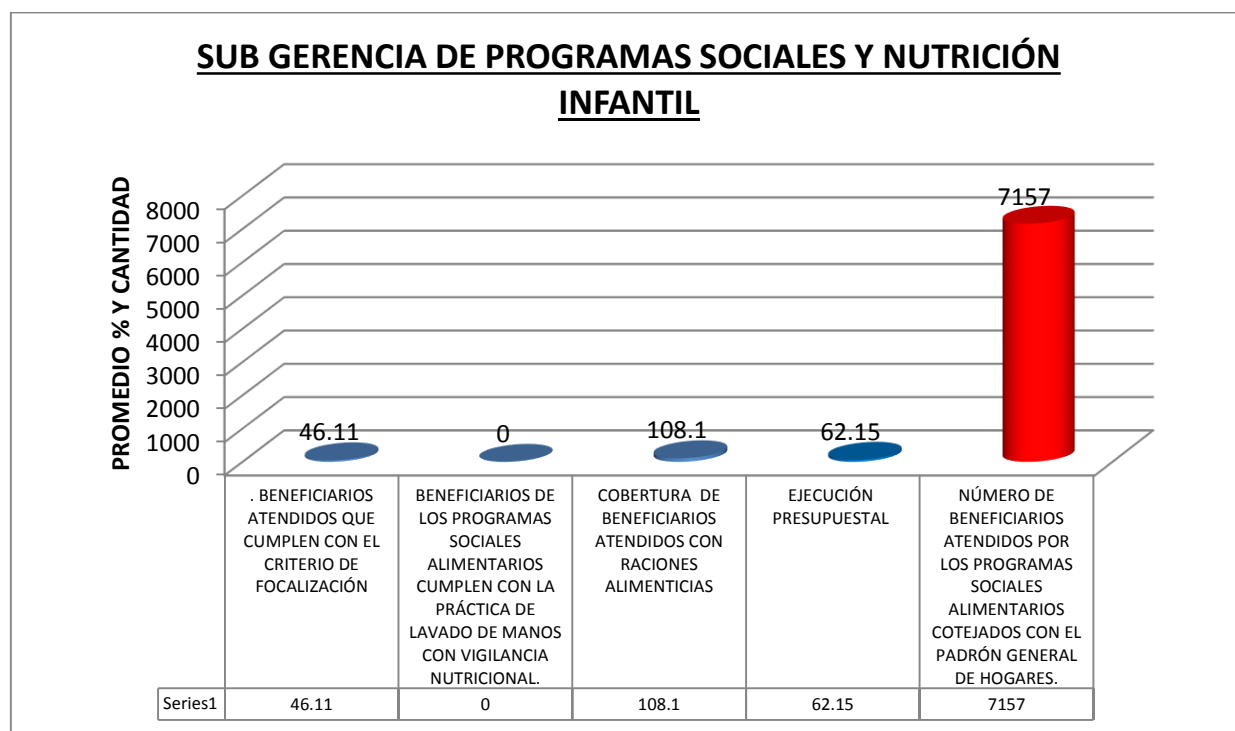 SUB GERENCIA DE PROGRAMAS SOCIALES Y NUTRICIÓN
INFANTIL
PROMEDIO % Y CANTIDAD
8000
7000
6000
5000
4000
3000
2000
1000
0
46.11
0
108.1
62.15
7157
. BENEFICIARIOS
ATENDIDOS QUE
CUMPLEN CON EL
CRITERIO DE
FOCALIZACIÓN
BENEFICIARIOS DE
LOS PROGRAMAS
SOCIALES
ALIMENTARIOS
CUMPLEN CON LA
PRÁCTICA DE
LAVADO DE MANOS
CON VIGILANCIA
NUTRICIONAL.
COBERTURA DE
BENEFICIARIOS
ATENDIDOS CON
RACIONES
ALIMENTICIAS
EJECUCIÓN
PRESUPUESTAL
NÚMERO DE
BENEFICIARIOS
ATENDIDOS POR
LOS PROGRAMAS
SOCIALES
ALIMENTARIOS
COTEJADOS CON EL
PADRÓN GENERAL
DE HOGARES.
Series1 46.11 0 108.1 62.15 7157